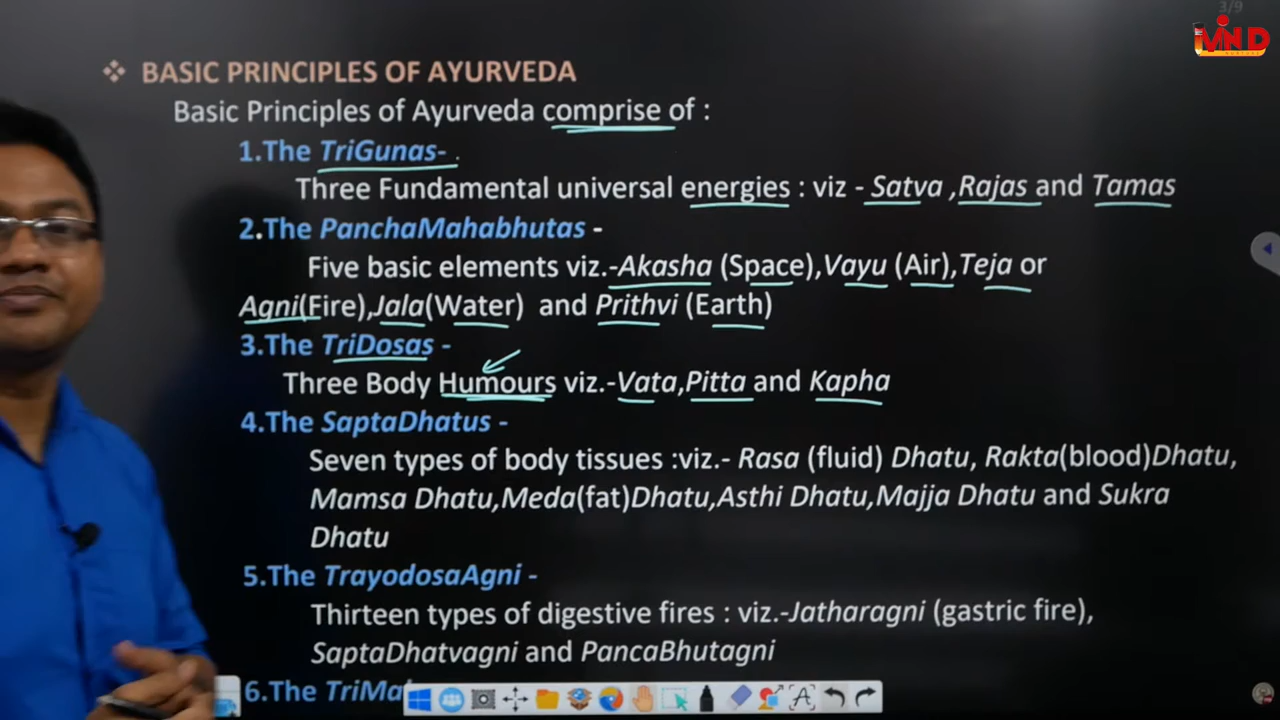 3/9
MIND
❖ BASIC PRINCIPLES OF AYURVEDA
Basic Principles of Ayurveda comprise of :
1.The TriGunas-
Three Fundamental universal energies : viz - Satva ,Rajas and Tamas
2.The PanchaMahabhutas -
Five basic elements viz.-Akasha (Space),Vayu (Air),Teja or
Agni(Fire),Jala(Water) and Prithvi (Earth)
3.The TriDosas -
Three Body Humours viz.-Vata,Pitta and Kapha
4.The SaptaDhatus -
Seven types of body tissues :viz.- Rasa (fluid) Dhatu, Rakta(blood)Dhatu,
Mamsa Dhatu,Meda(fat)Dhatu,Asthi Dhatu,Majja Dhatu and Sukra
Dhatu
5.The TrayodosaAgni -
Thirteen types of digestive fires : viz.-Jatharagni (gastric fire),
SaptaDhatvagni and PancaBhutagni
6.The TriMa